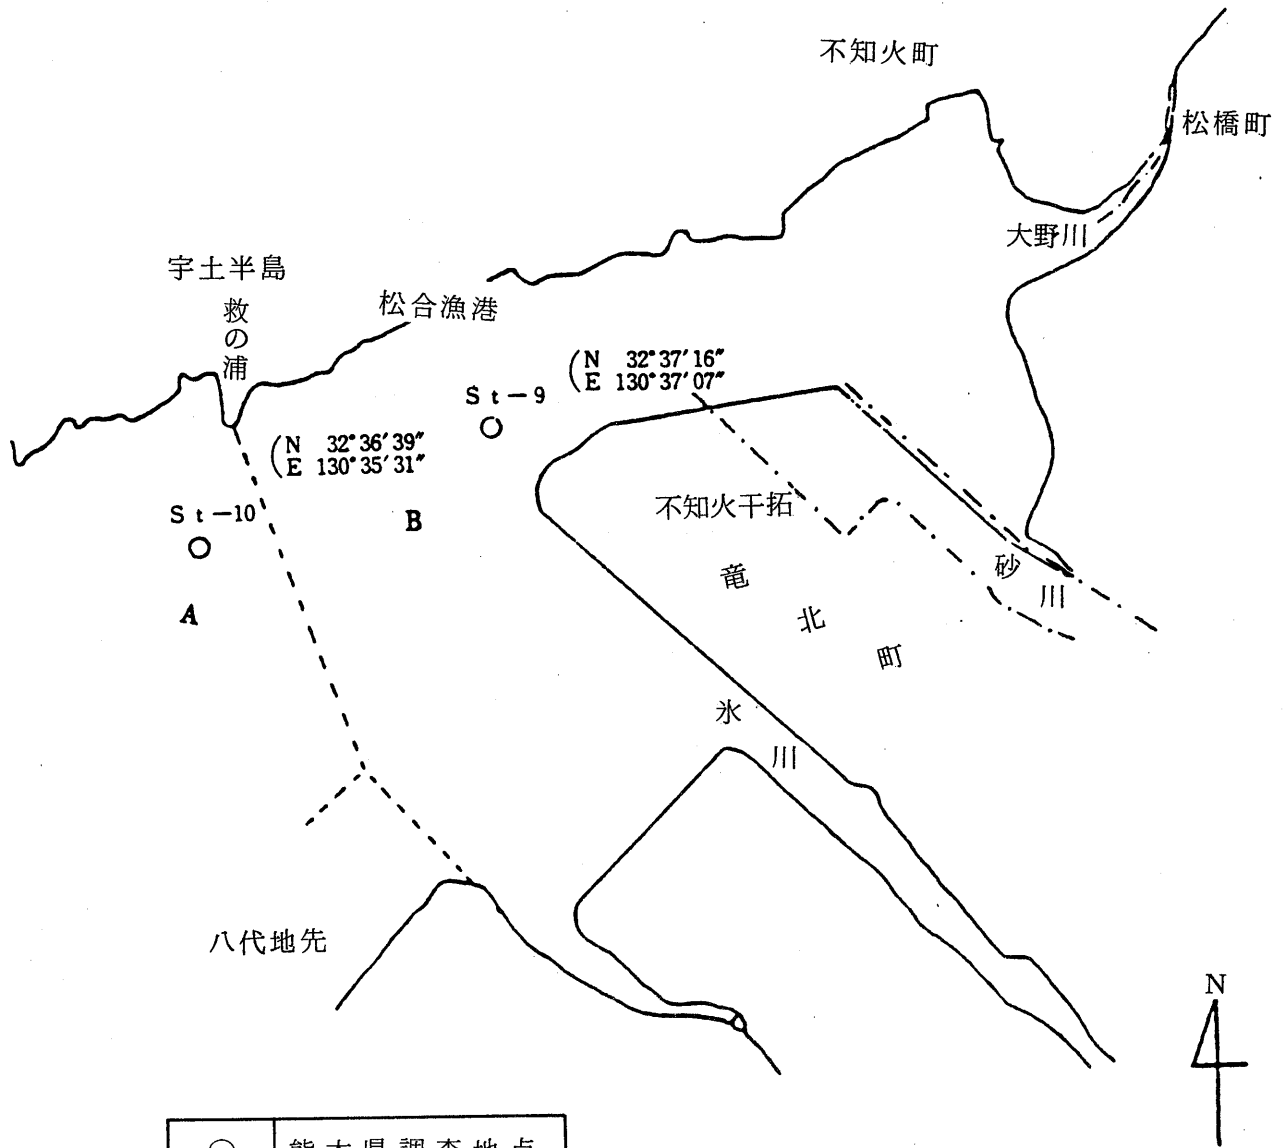 不知火町
松橋町
大野川
宇土半島
救の浦
松合漁港
(N 32°37′16″
E 130°37′07″
St-9
(N 32°36′39″
E 130°35′31″
St-10
B
A
不知火干拓
砂川
竜北町
氷川
八代地先
N
○ 熊本県調査地点